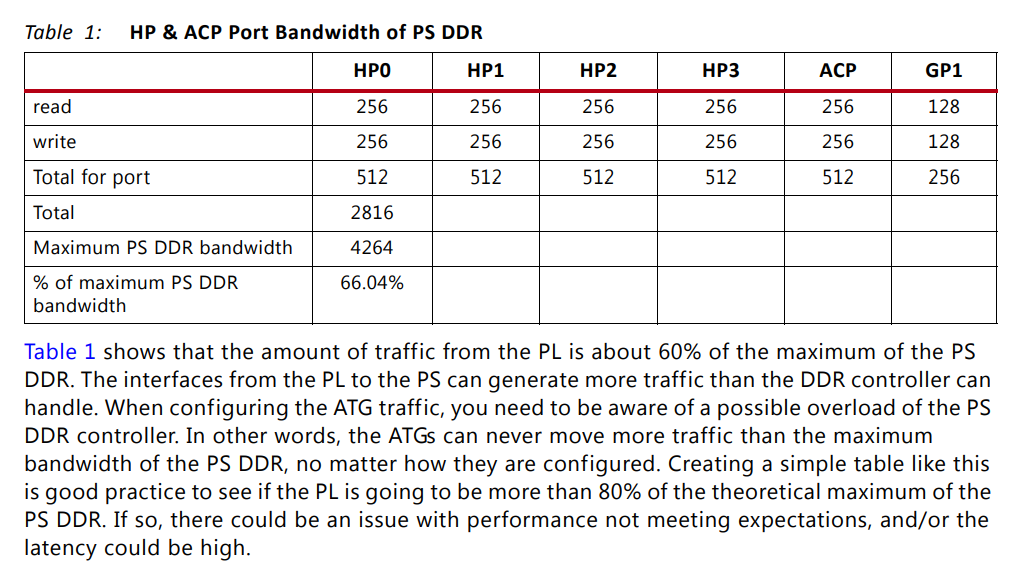 Table 1: HP & ACP Port Bandwidth of PS DDR
HP0 HP1 HP2 HP3 ACP GP1
read 256 256 256 256 256 128
write 256 256 256 256 256 128
Total for port 512 512 512 512 512 256
Total 2816
Maximum PS DDR bandwidth 4264
% of maximum PS DDR 66.04%
bandwidth
Table 1 shows that the amount of traffic from the PL is about 60% of the maximum of the PS
DDR. The interfaces from the PL to the PS can generate more traffic than the DDR controller can
handle. When configuring the ATG traffic, you need to be aware of a possible overload of the PS
DDR controller. In other words, the ATGs can never move more traffic than the maximum
bandwidth of the PS DDR, no matter how they are configured. Creating a simple table like this
is good practice to see if the PL is going to be more than 80% of the theoretical maximum of the
PS DDR. If so, there could be an issue with performance not meeting expectations, and/or the
latency could be high.